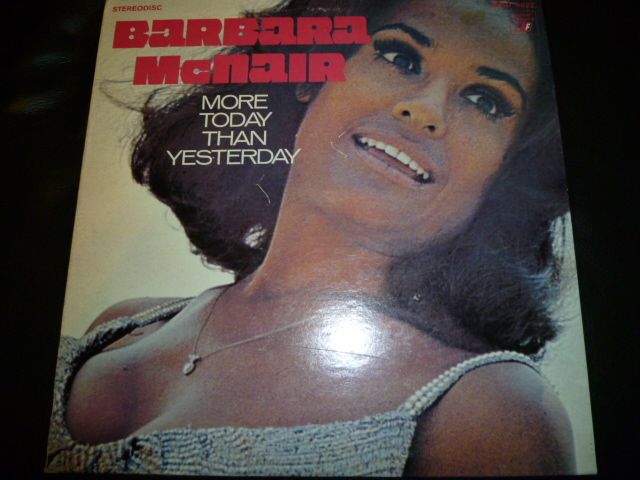 STEREODISC
BARBARA
McNAIR
MORE
TODAY
THAN
YESTERDAY